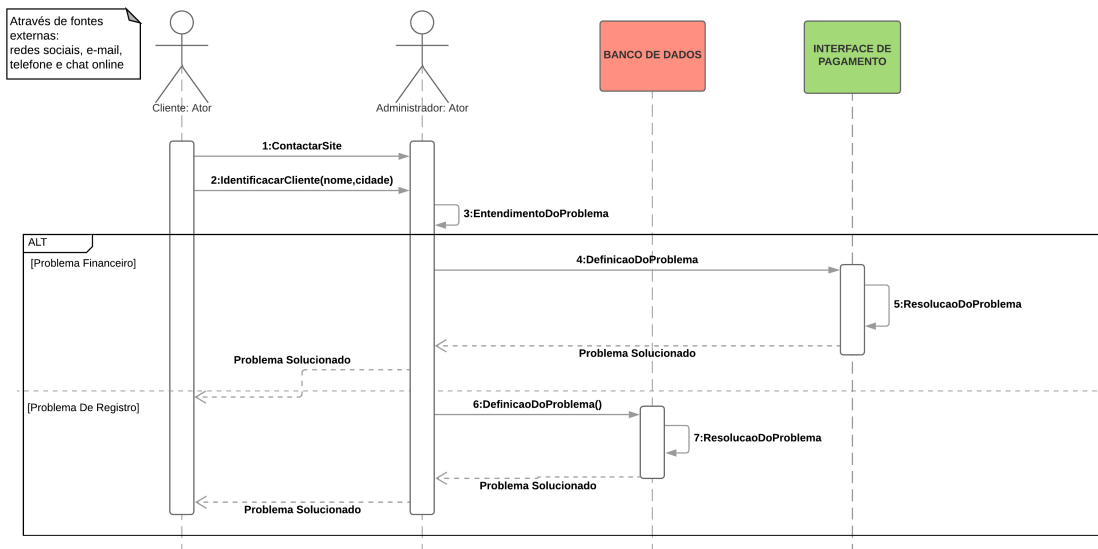 Através de fontes
externas:
redes sociais, e-mail,
telefone e chat online
Cliente: Ator
Administrador: Ator
BANCO DE DADOS
INTERFACE DE
PAGAMENTO
1:ContactarSite
2:IdentificacarCliente(nome,cidade)
3:EntendimentoDoProblema
ALT
[Problema Financeiro]
4:DefinicaoDoProblema
5:ResolucaoDoProblema
Problema Solucionado
Problema Solucionado
[Problema De Registro]
6:DefinicaoDoProblema()
7:ResolucaoDoProblema
Problema Solucionado
Problema Solucionado